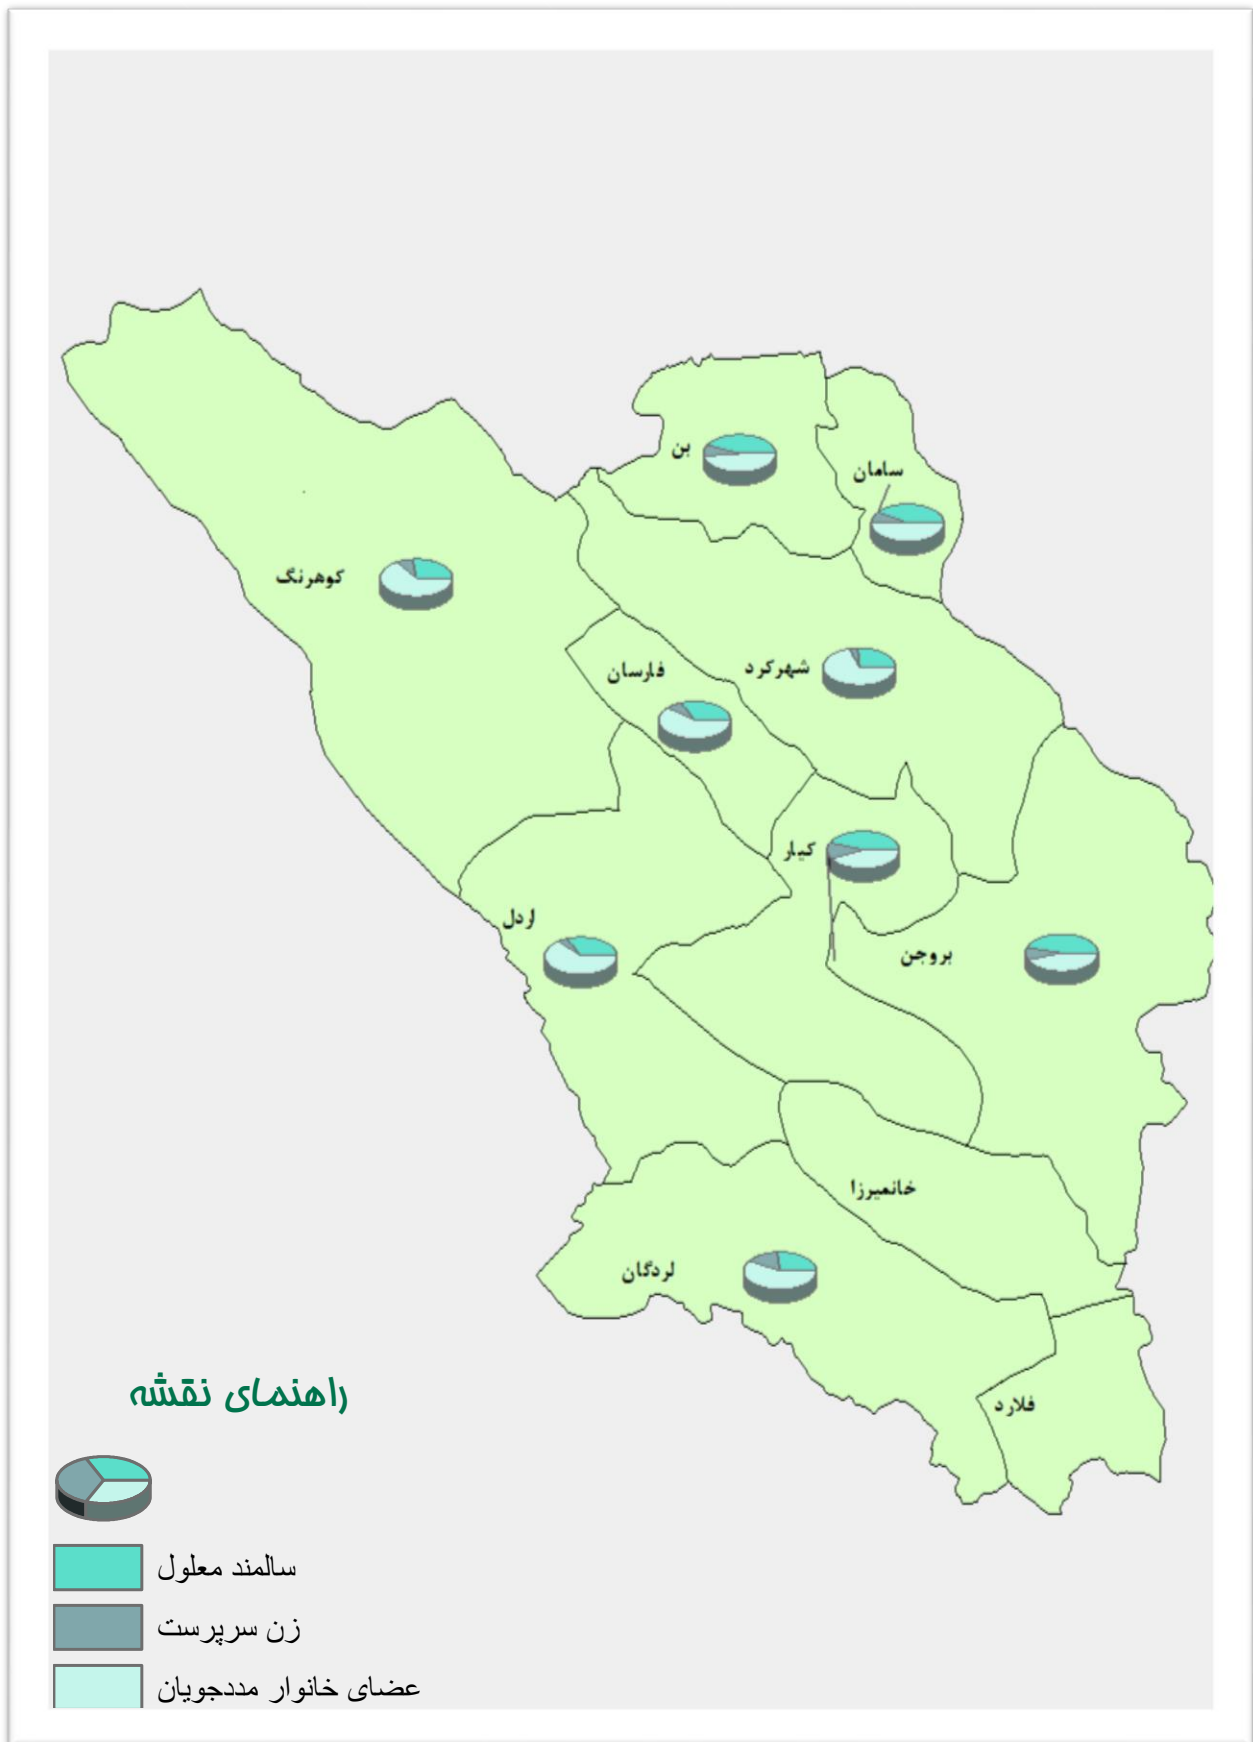 بن
سامان
کوهرنگ
شهرکرد
فارسان
کیار
اردل
بروجن
خانمیرزا
لردگان
فلارد
راهنمای نقشه
سالمند معلول
زن سرپرست
عضای خانوار مددجویان